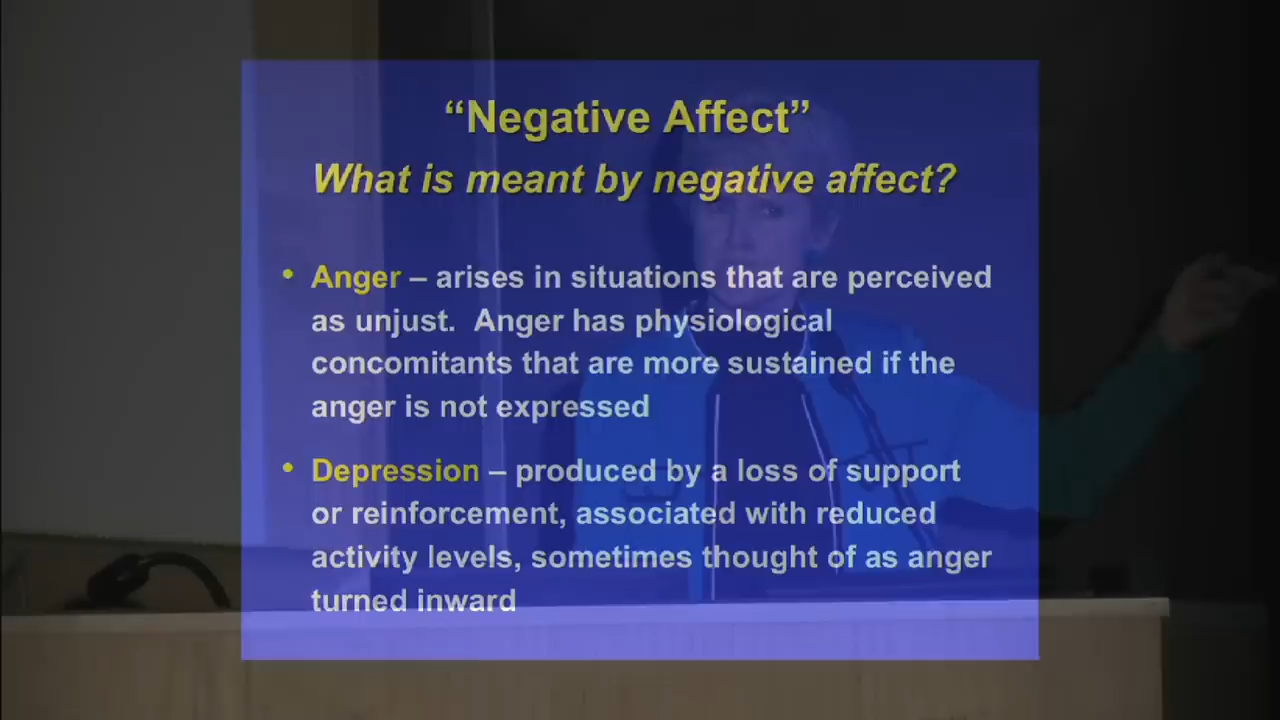 “Negative Affect”
What is meant by negative affect?
• Anger – arises in situations that are perceived
as unjust.  Anger has physiological
concomitants that are more sustained if the
anger is not expressed
• Depression – produced by a loss of support
or reinforcement, associated with reduced
activity levels, sometimes thought of as anger
turned inward